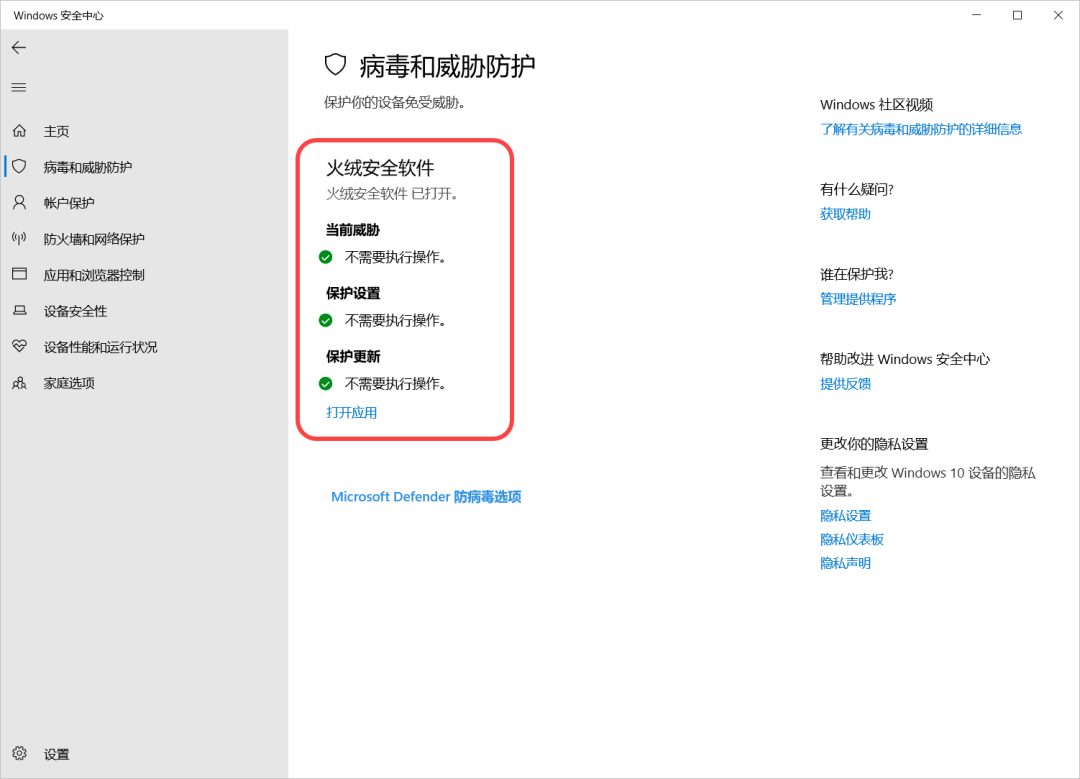 Windows 安全中心
主页
病毒和威胁防护
帐户保护
防火墙和网络保护
应用和浏览器控制
设备安全性
设备性能和运行状况
家庭选项
设置
病毒和威胁防护
保护你的设备免受威胁。
火绒安全软件
火绒安全软件 已打开。
当前威胁
不需要执行操作。
保护设置
不需要执行操作。
保护更新
不需要执行操作。
打开应用
Microsoft Defender 防病毒选项
Windows 社区视频
了解有关病毒和威胁防护的详细信息
有什么疑问?
获取帮助
谁在保护我?
管理提供程序
帮助改进 Windows 安全中心
提供反馈
更改你的隐私设置
查看和更改 Windows 10 设备的隐私
设置。
隐私设置
隐私仪表板
隐私声明